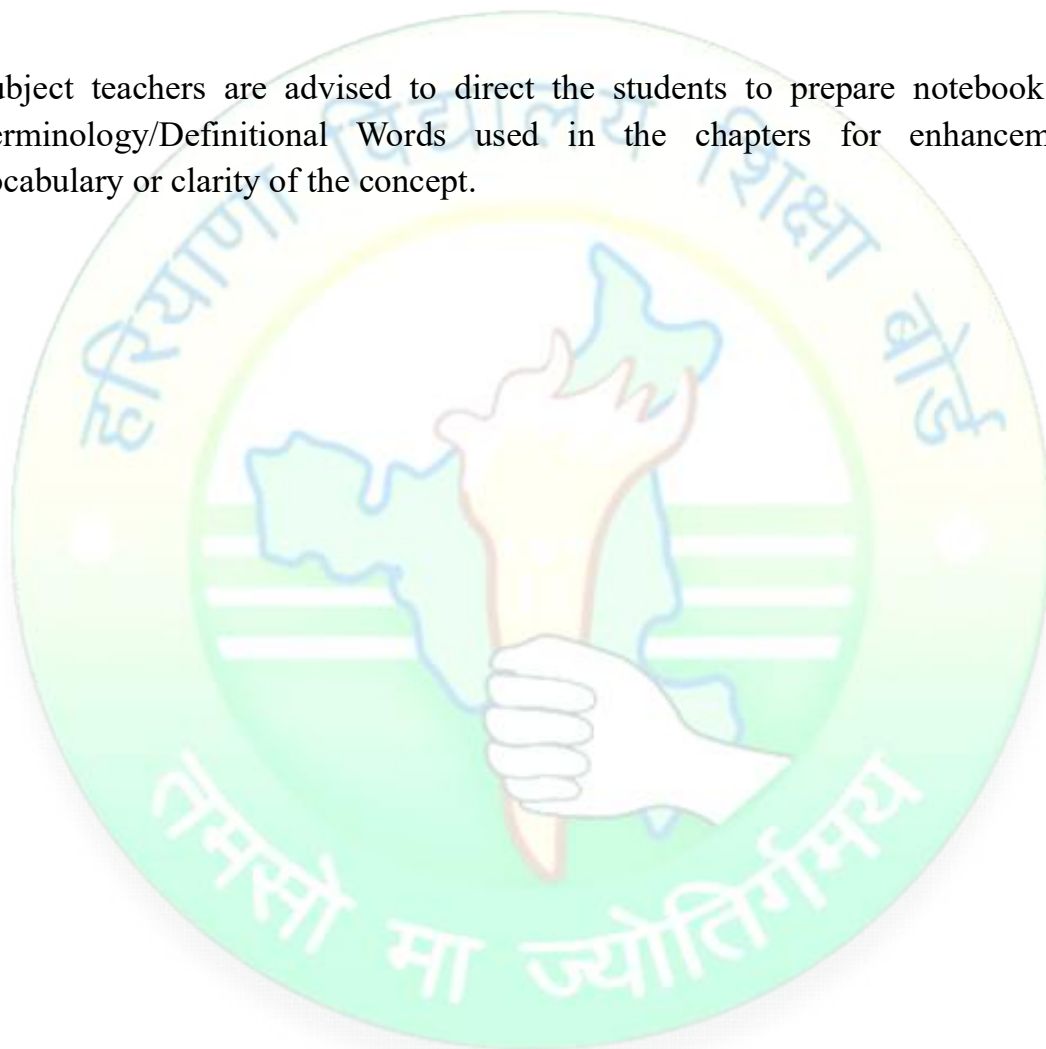 ubject teachers are advised to direct the students to prepare notebook
erminology/Definitional Words used in the chapters for enhancem
ocabulary or clarity of the concept.
हरियाणा विद्यालय शिक्षा बोर्ड
तमसो मा ज्योतिर्गमय